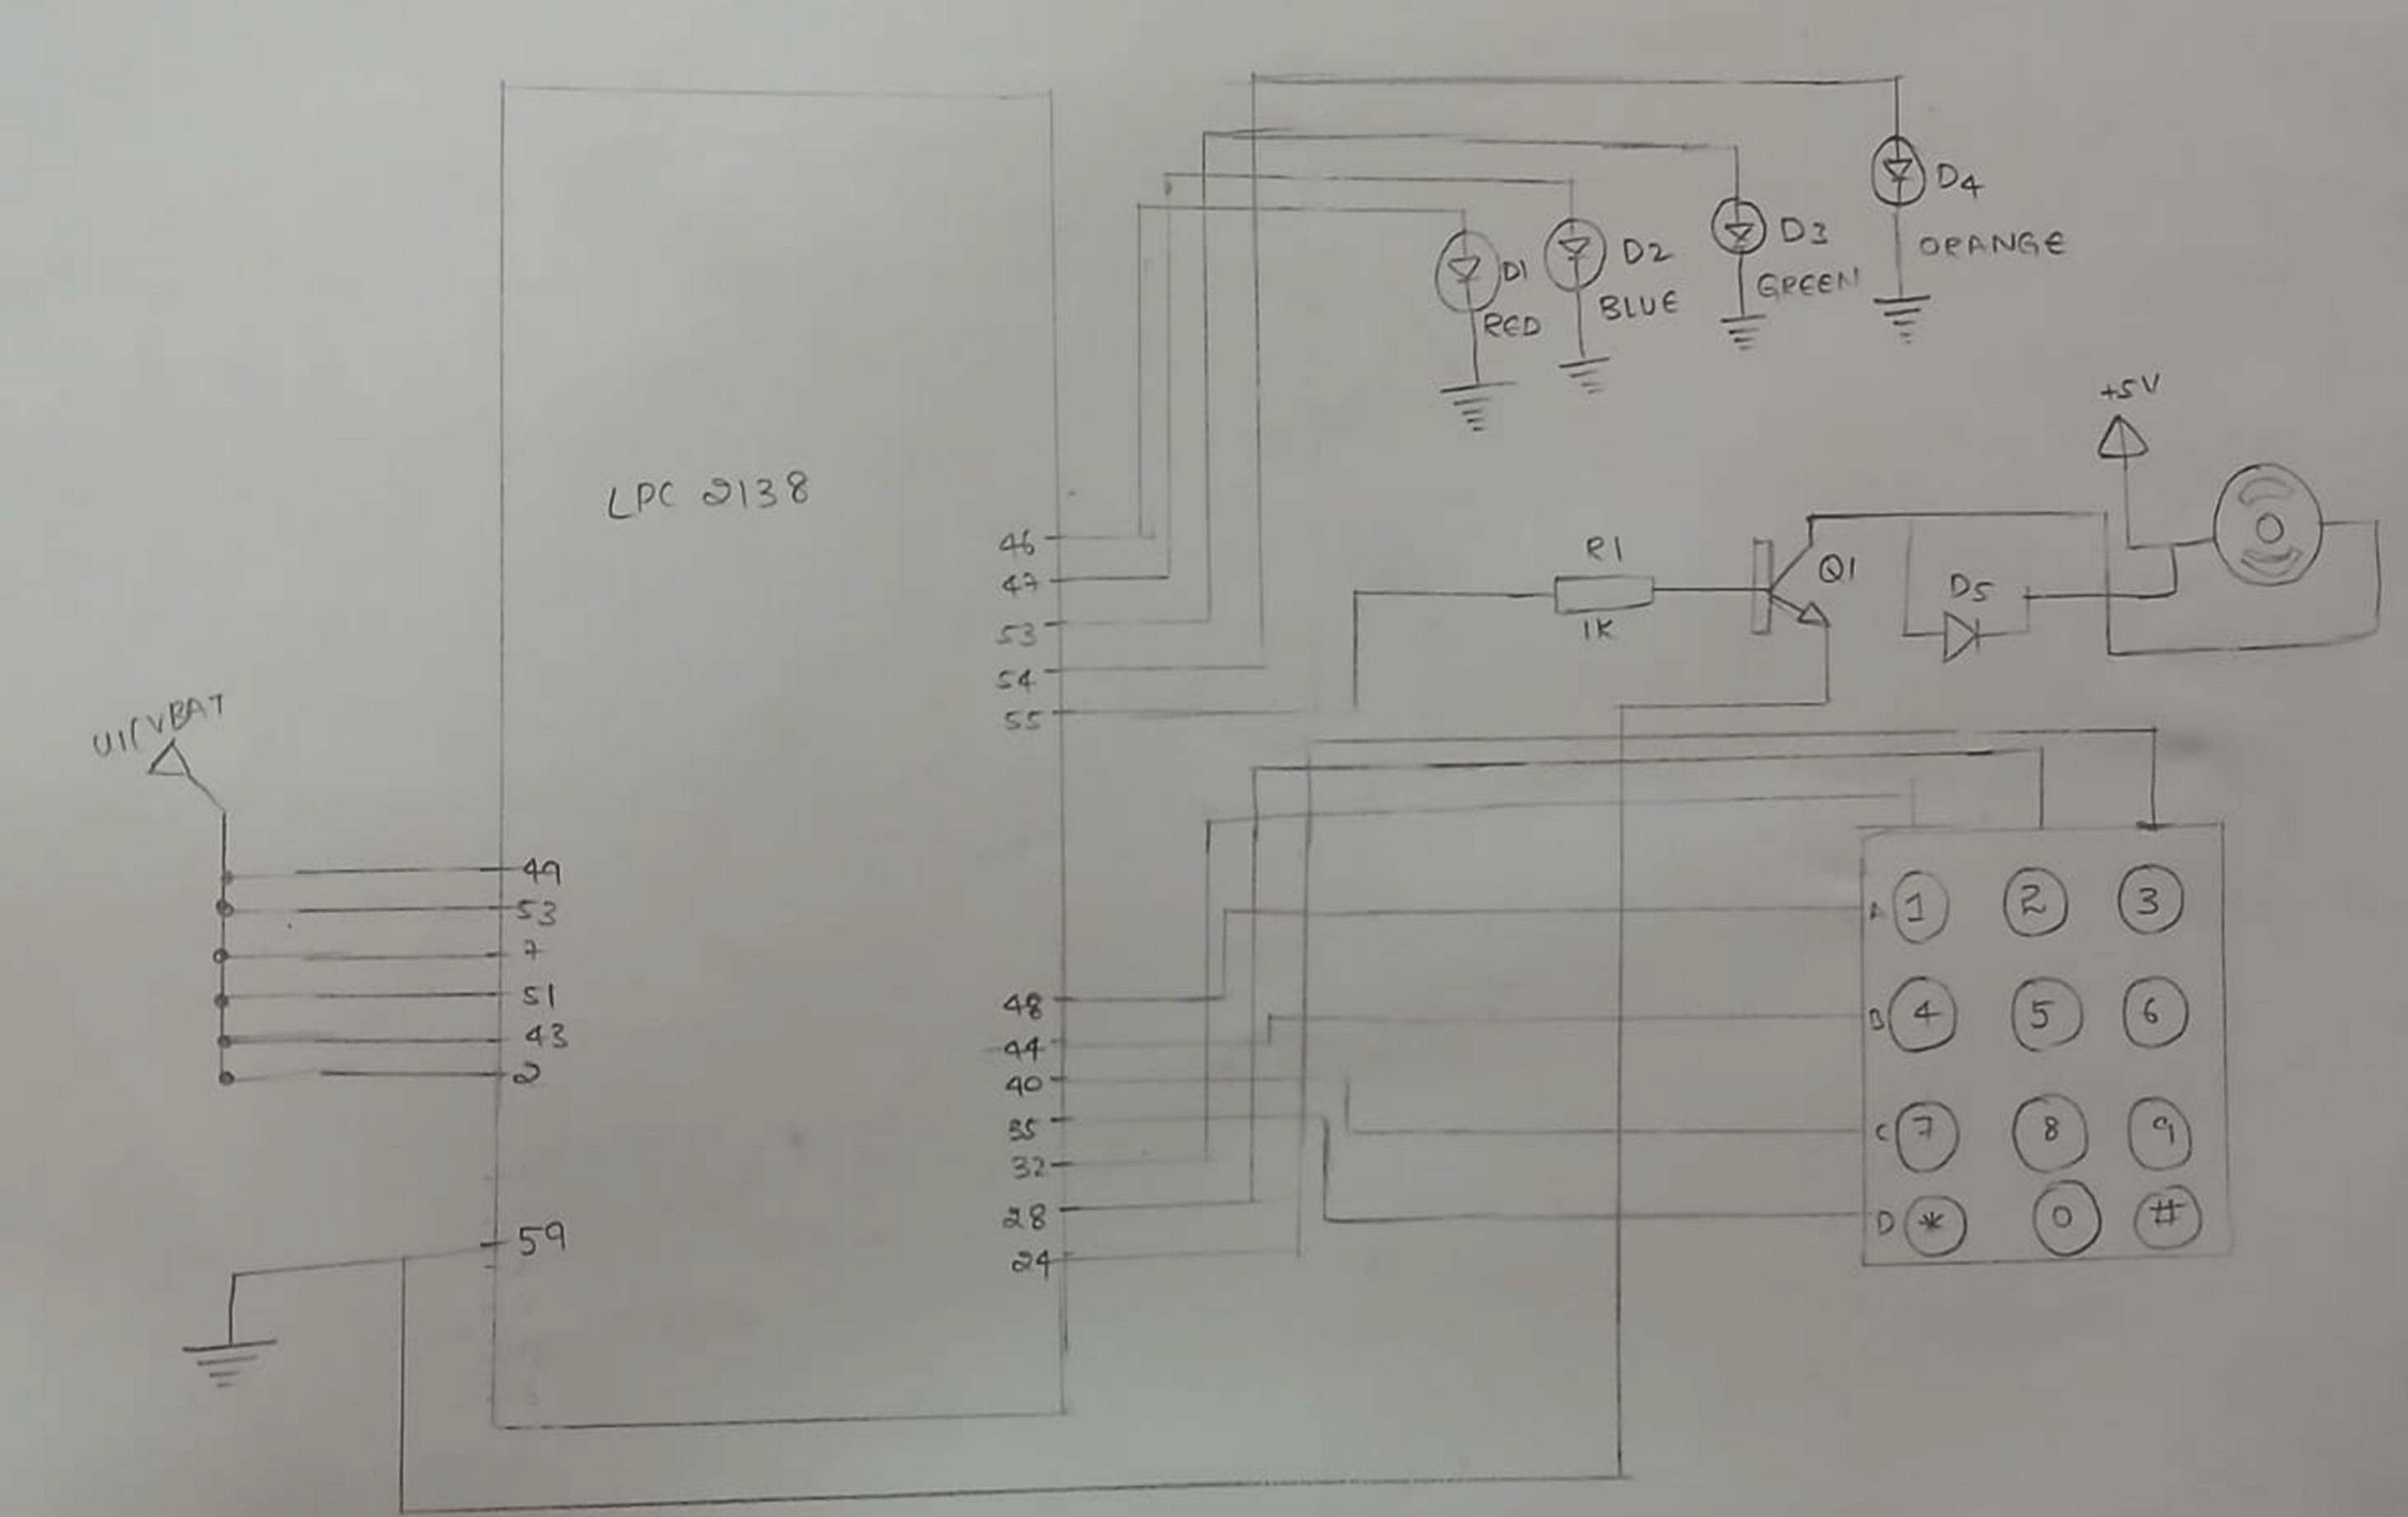 D4
ORANGE
D3
GREEN
D2
BLUE
D1
RED
+5V
LPC 2138
46
47
53
54
55
R1
1K
Q1
D5
U1(VBAT
49
53
7
51
43
2
59
48
44
40
35
32
28
24
A 1 2 3
B 4 5 6
C 7 8 9
D * 0 #